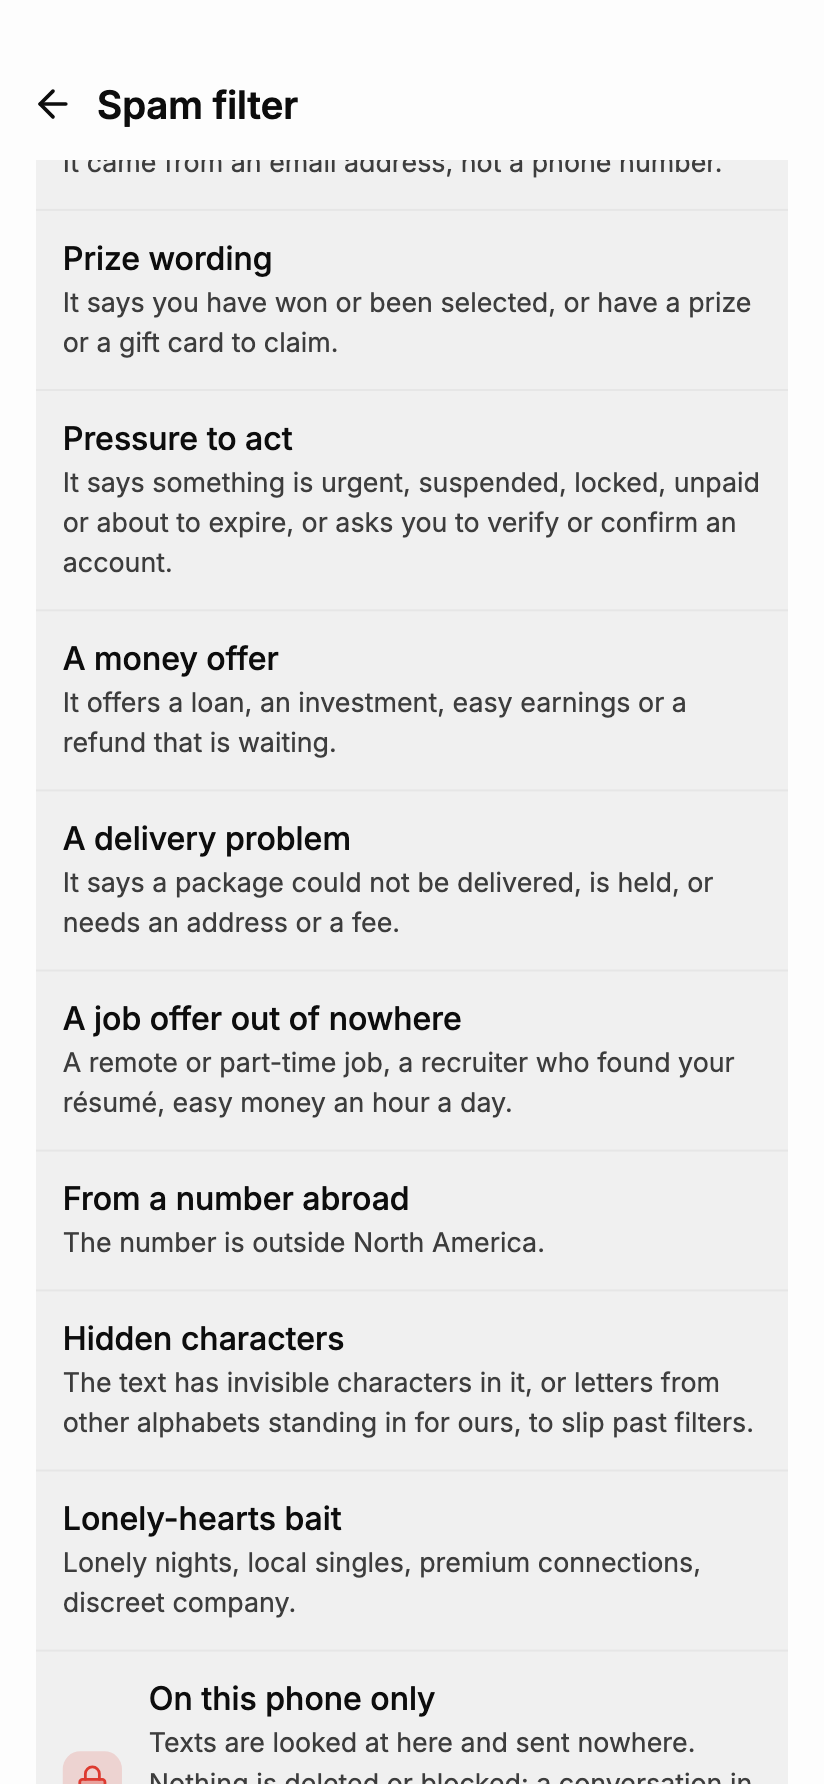 Spam filter
It came from an email address, not a phone number.
Prize wording
It says you have won or been selected, or have a prize
or a gift card to claim.
Pressure to act
It says something is urgent, suspended, locked, unpaid
or about to expire, or asks you to verify or confirm an
account.
A money offer
It offers a loan, an investment, easy earnings or a
refund that is waiting.
A delivery problem
It says a package could not be delivered, is held, or
needs an address or a fee.
A job offer out of nowhere
A remote or part-time job, a recruiter who found your
résumé, easy money an hour a day.
From a number abroad
The number is outside North America.
Hidden characters
The text has invisible characters in it, or letters from
other alphabets standing in for ours, to slip past filters.
Lonely-hearts bait
Lonely nights, local singles, premium connections,
discreet company.
On this phone only
Texts are looked at here and sent nowhere.
Nothing is deleted or blocked: a conversation in